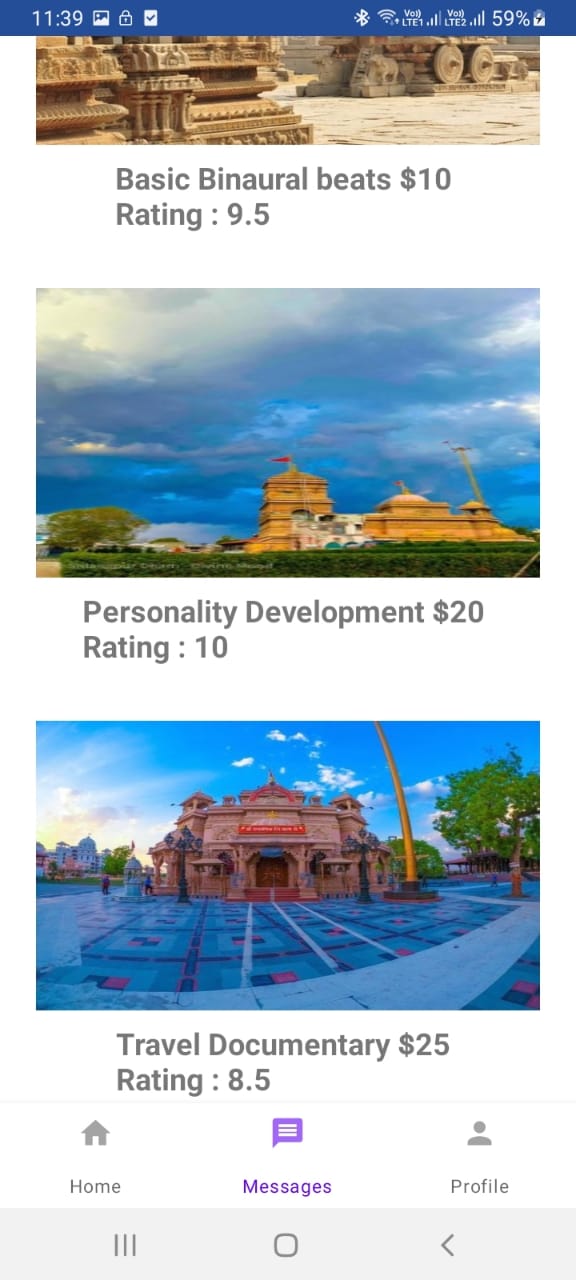 11:39
Vo)) LTE1 Vo)) LTE2 59%
Basic Binaural beats $10
Rating : 9.5
Personality Development $20
Rating : 10
Travel Documentary $25
Rating : 8.5
Home
Messages
Profile